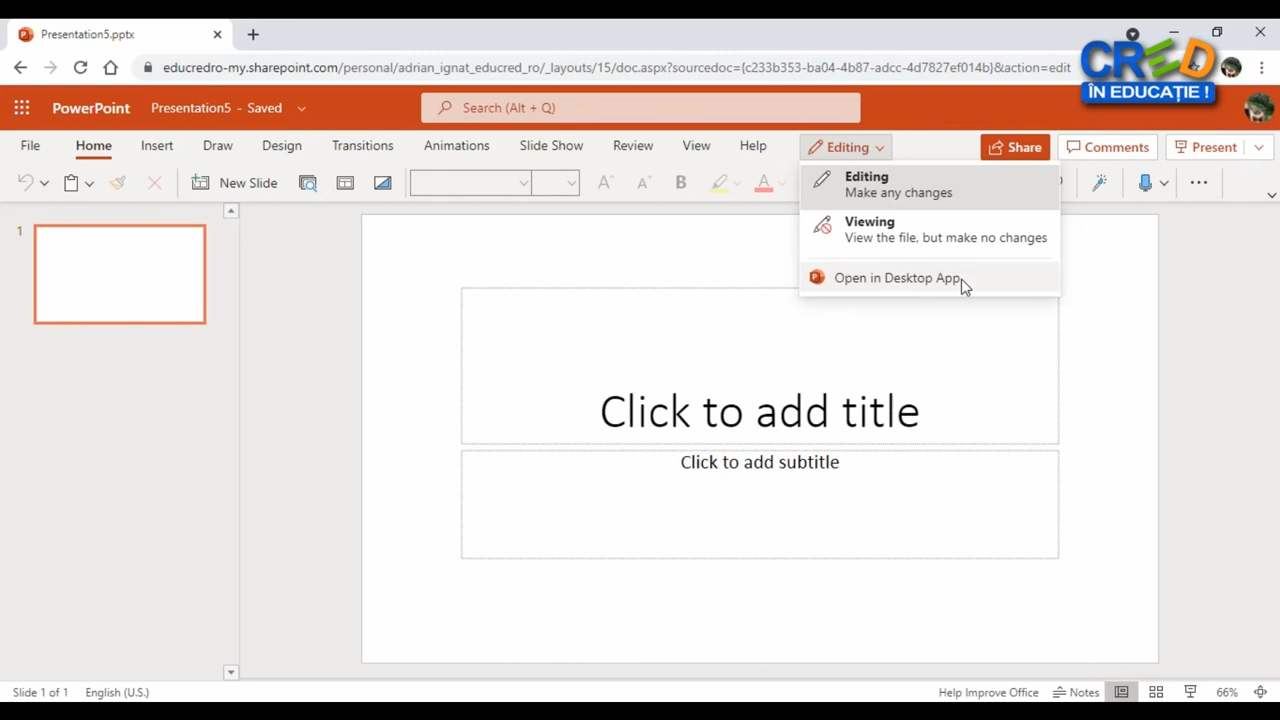 Presentation5.pptx
educredro-my.sharepoint.com/personal/adrian_ignat_educred_ro/_layouts/15/doc.aspx?sourcedoc={c233b353-ba04-4b87-adcc-4d7827ef014b}&action=edit
CRED
ÎN EDUCAȚIE !
PowerPoint
Presentation5 - Saved
Search (Alt + Q)
File
Home
Insert
Draw
Design
Transitions
Animations
Slide Show
Review
View
Help
Editing
Share
Comments
Present
New Slide
B
A
Editing
Make any changes
Viewing
View the file, but make no changes
Open in Desktop App
1
Click to add title
Click to add subtitle
Slide 1 of 1
English (U.S.)
Help Improve Office
Notes
66%